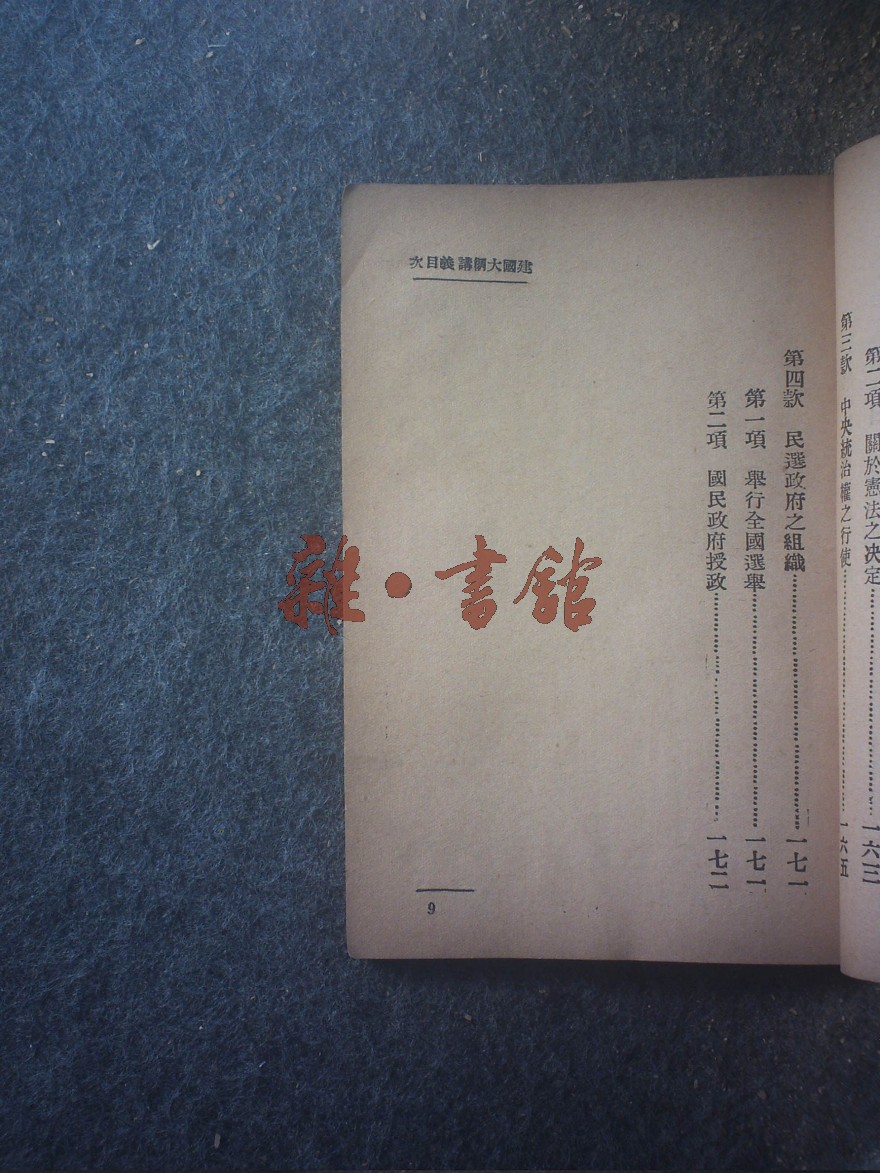 第二項　關於憲法之決定……一六三
第三款　中央統治權之行使……一六五
建國大綱講義目次
第四款　民選政府之組織……一七一
第一項　舉行全國選舉……一七一
第二項　國民政府授政……一七二
9
雜·書館